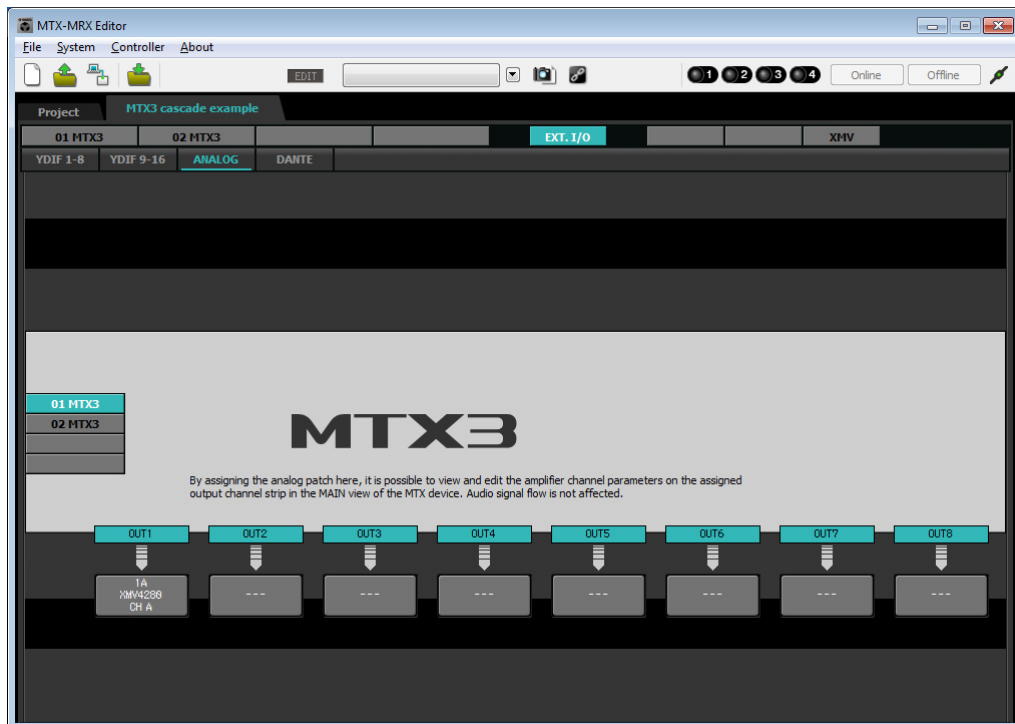 MTX-MRX Editor
File System Controller About
EDIT 1 2 3 4 Online Offline
Project MTX3 cascade example
01 MTX3 02 MTX3 EXT. I/O XMV
YDIF 1-8 YDIF 9-16 ANALOG DANTE
01 MTX3
02 MTX3
MTX3
By assigning the analog patch here, it is possible to view and edit the amplifier channel parameters on the assigned
output channel strip in the MAIN view of the MTX device. Audio signal flow is not affected.
OUT1 OUT2 OUT3 OUT4 OUT5 OUT6 OUT7 OUT8
1A
XMV4280 --- --- --- --- --- --- ---
CH A